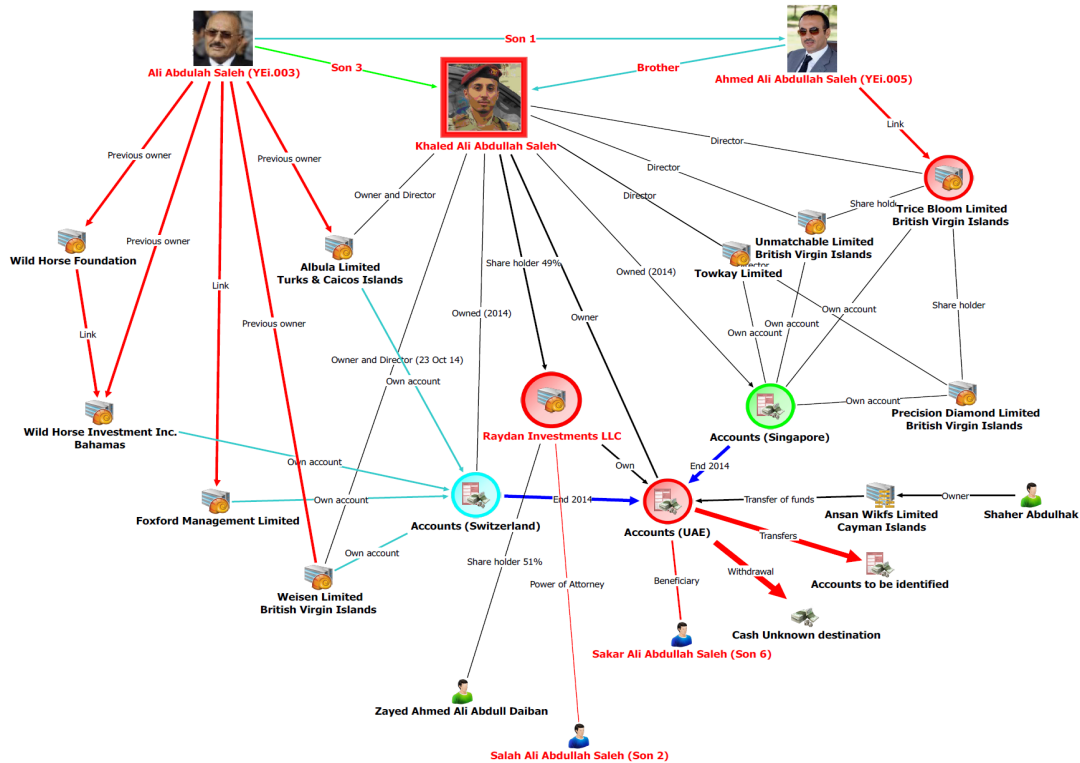 Son 1
Ali Abdulah Saleh (YEi.003)
Son 3
Brother
Ahmed Ali Abdullah Saleh (YEi.005)
Khaled Ali Abdullah Saleh
Link
Director
Previous owner
Previous owner
Director
Owner and Director
Director
Share holder
Trice Bloom Limited
British Virgin Islands
Previous owner
Unmatchable Limited
British Virgin Islands
Wild Horse Foundation
Albula Limited
Turks & Caicos Islands
Share holder 49%
Director
Towkay Limited
Owned (2014)
Link
Own account
Share holder
Owned (2014)
Owner
Previous owner
Own account
Own account
Link
Owner and Director (23 Oct 14)
Own account
Own account
Precision Diamond Limited
British Virgin Islands
Wild Horse Investment Inc.
Bahamas
Raydan Investments LLC
Accounts (Singapore)
Own account
Own
End 2014
Own account
End 2014
Transfer of funds
Owner
Foxford Management Limited
Accounts (Switzerland)
Accounts (UAE)
Ansan Wikfs Limited
Cayman Islands
Shaher Abdulhak
Transfers
Own account
Share holder 51%
Withdrawal
Power of Attorney
Beneficiary
Accounts to be identified
Weisen Limited
British Virgin Islands
Cash Unknown destination
Sakar Ali Abdullah Saleh (Son 6)
Zayed Ahmed Ali Abdull Daiban
Salah Ali Abdullah Saleh (Son 2)